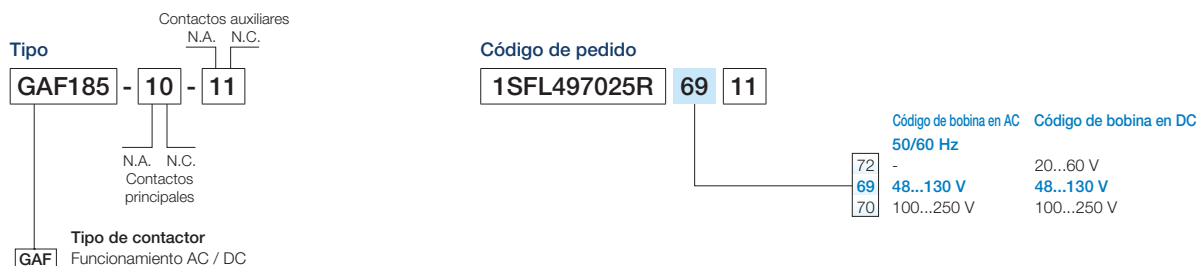 Contactos auxiliares
N.A. N.C.
Tipo
GAF185 - 10 - 11
N.A. N.C.
Contactos
principales
Tipo de contactor
GAF Funcionamiento AC / DC
Código de pedido
1SFL497025R 69 11
Código de bobina en AC Código de bobina en DC
50/60 Hz
72 - 20...60 V
69 48...130 V 48...130 V
70 100...250 V 100...250 V